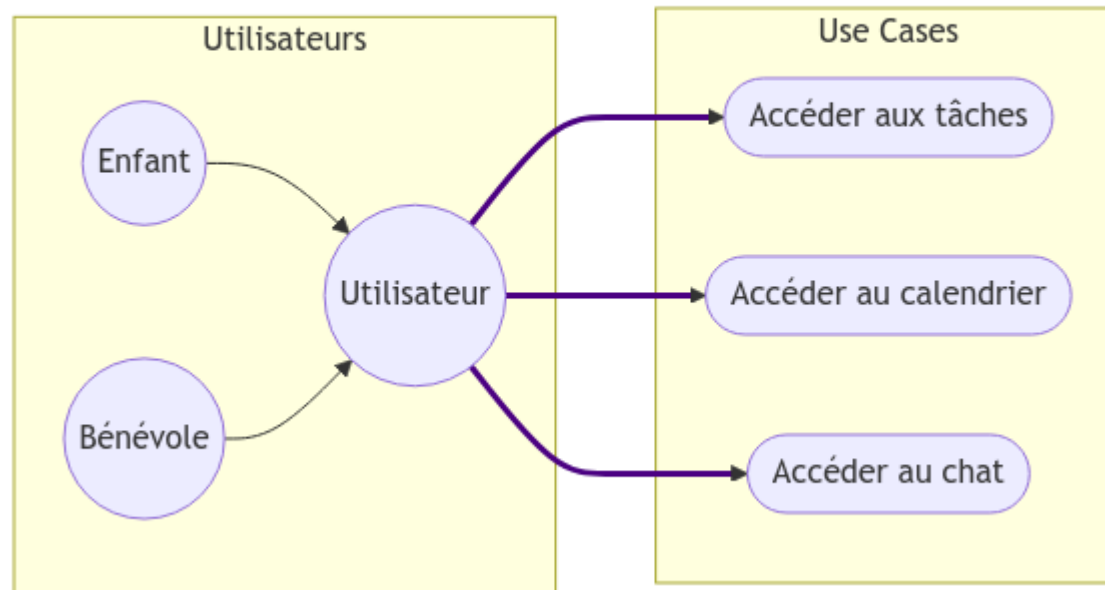 Utilisateurs
Enfant
Utilisateur
Bénévole
Use Cases
Accéder aux tâches
Accéder au calendrier
Accéder au chat